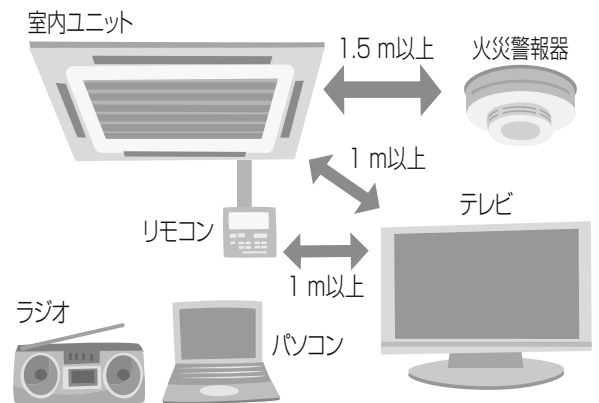 室内ユニット
1.5 m以上
火災警報器
1 m以上
テレビ
リモコン
1 m以上
ラジオ
パソコン